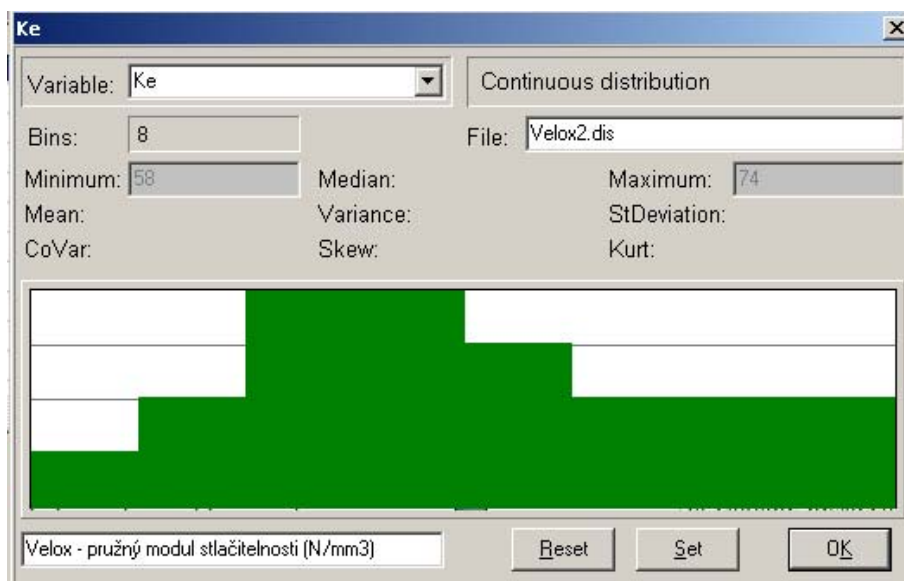 Ke
Variable: Ke Continuous distribution
Bins: 8 File: Velox2.dis
Minimum: 58 Median: Maximum: 74
Mean: Variance: StDeviation:
CoVar: Skew: Kurt:
Velox - pružný modul stlačitelnosti (N/mm3) Reset Set OK